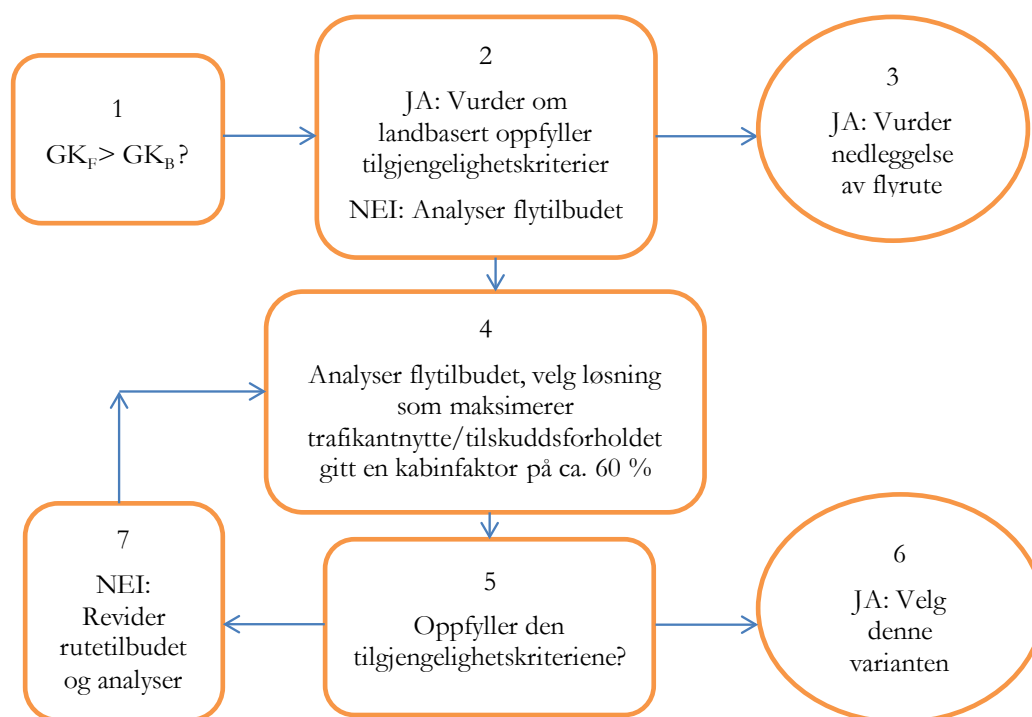 1
GK_F> GK_B?
2
JA: Vurder om
landbasert oppfyller
tilgjengelighetskriterier
NEI: Analyser flytilbudet
3
JA: Vurder
nedleggelse
av flyrute
4
Analyser flytilbudet, velg løsning
som maksimerer
trafikantnytte/tilskuddsforholdet
gitt en kabinfaktor på ca. 60 %
5
Oppfyller den
tilgjengelighetskriteriene?
6
JA: Velg
denne
varianten
7
NEI:
Revider
rutetilbudet
og analyser